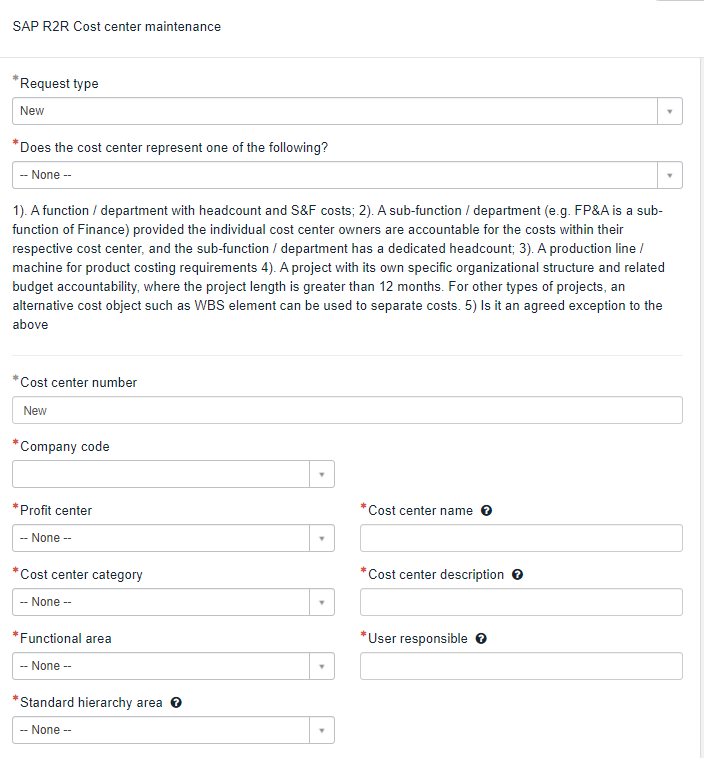 SAP R2R Cost center maintenance
*Request type
New
*Does the cost center represent one of the following?
-- None --
1). A function / department with headcount and S&F costs; 2). A sub-function / department (e.g. FP&A is a sub-
function of Finance) provided the individual cost center owners are accountable for the costs within their
respective cost center, and the sub-function / department has a dedicated headcount; 3). A production line /
machine for product costing requirements 4). A project with its own specific organizational structure and related
budget accountability, where the project length is greater than 12 months. For other types of projects, an
alternative cost object such as WBS element can be used to separate costs. 5) Is it an agreed exception to the
above
*Cost center number
New
*Company code
*Profit center
-- None --
*Cost center name ?
*Cost center category
-- None --
*Cost center description ?
*Functional area
-- None --
*User responsible ?
*Standard hierarchy area ?
-- None --